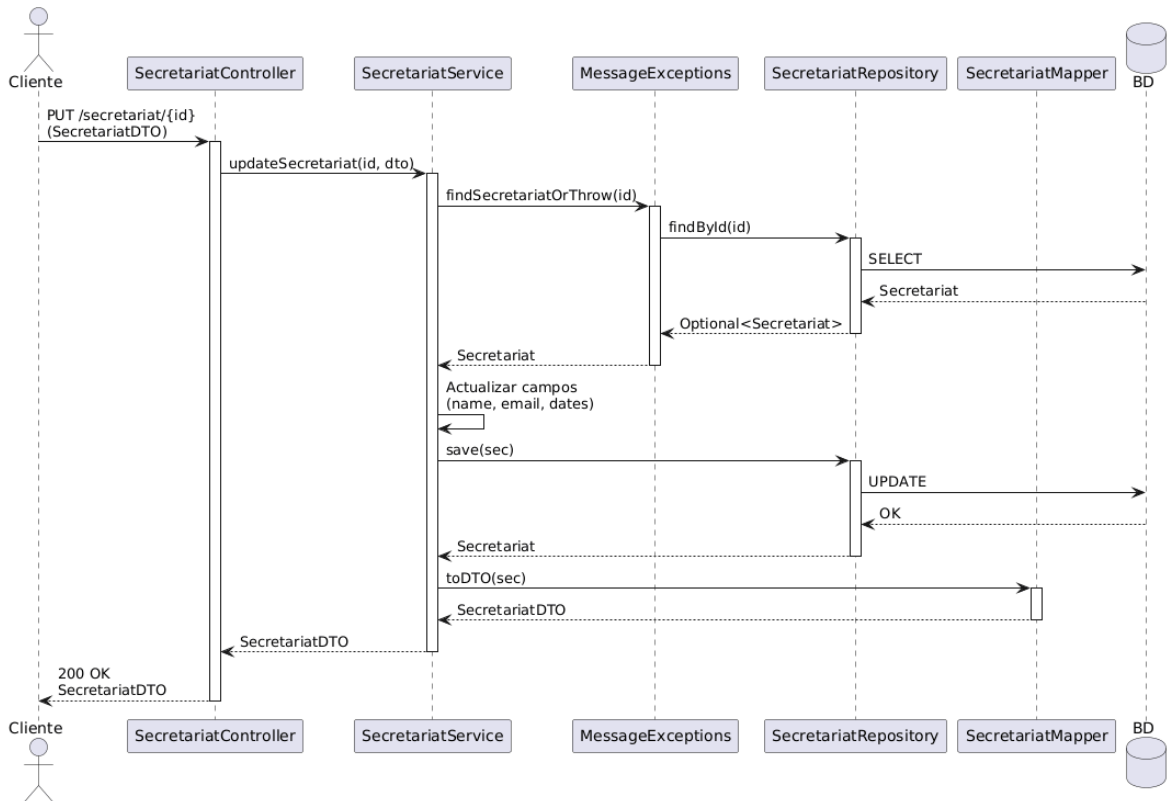 Cliente
SecretariatController
SecretariatService
MessageExceptions
SecretariatRepository
SecretariatMapper
BD
PUT /secretariat/{id}
(SecretariatDTO)
updateSecretariat(id, dto)
findSecretariatOrThrow(id)
findById(id)
SELECT
Secretariat
Optional<Secretariat>
Secretariat
Actualizar campos
(name, email, dates)
save(sec)
UPDATE
OK
Secretariat
toDTO(sec)
SecretariatDTO
SecretariatDTO
200 OK
SecretariatDTO
Cliente
SecretariatController
SecretariatService
MessageExceptions
SecretariatRepository
SecretariatMapper
BD